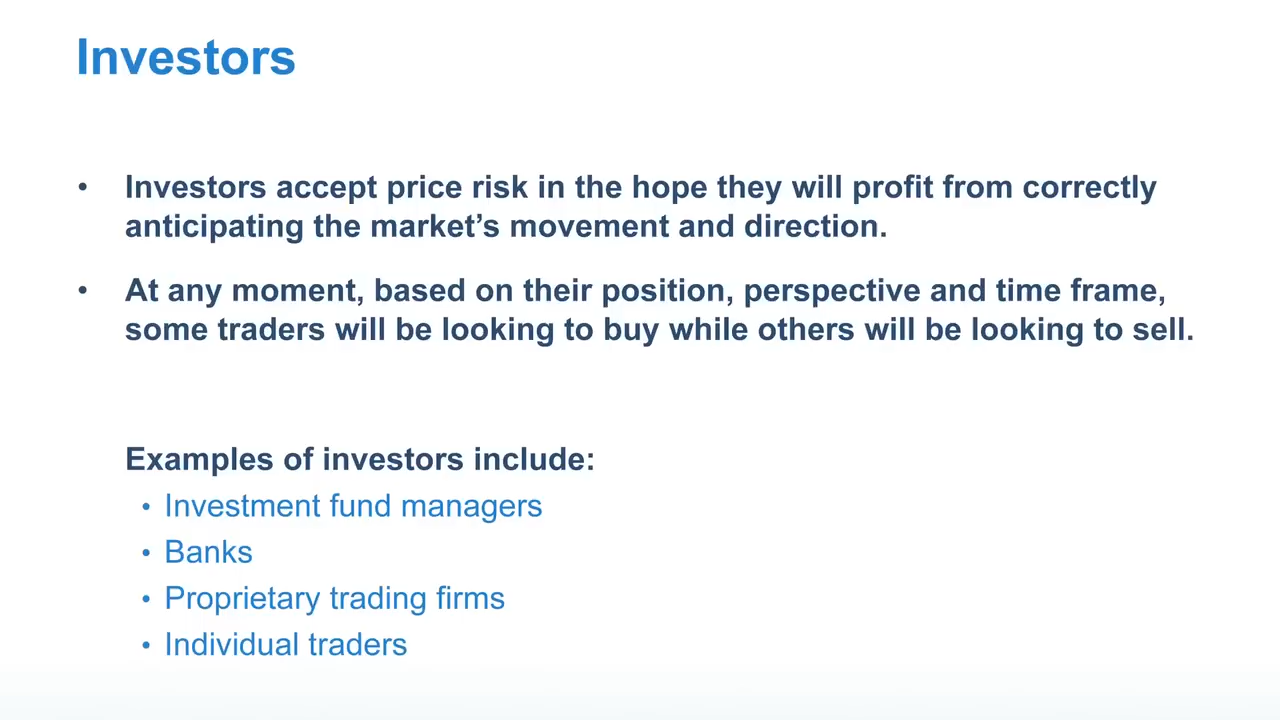 Investors
• Investors accept price risk in the hope they will profit from correctly
anticipating the market’s movement and direction.
• At any moment, based on their position, perspective and time frame,
some traders will be looking to buy while others will be looking to sell.
Examples of investors include:
• Investment fund managers
• Banks
• Proprietary trading firms
• Individual traders